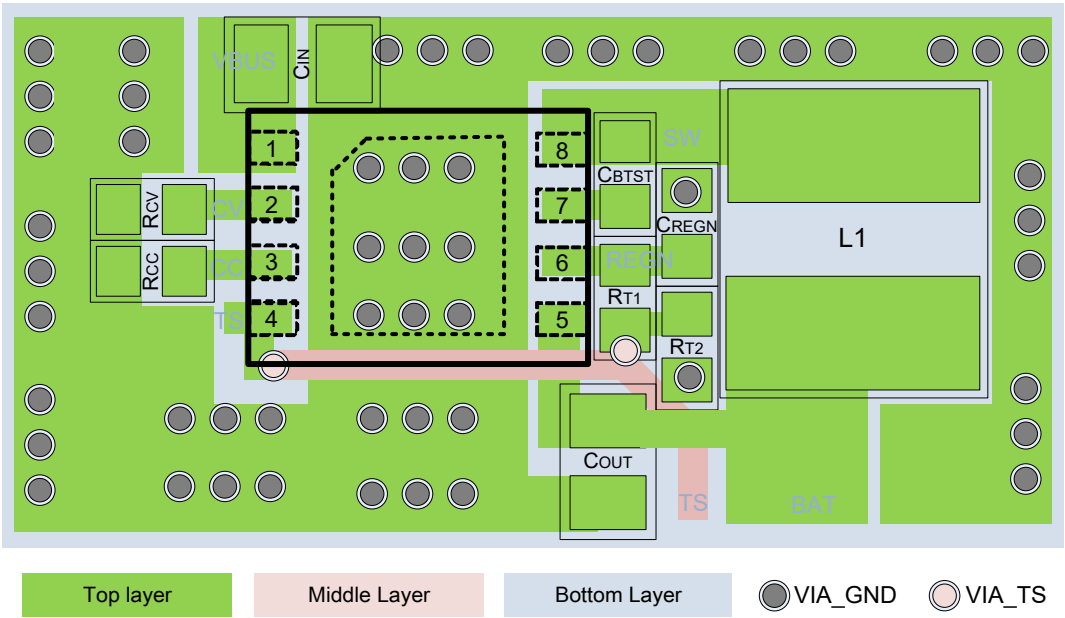 VBUS
CIN
1
8
SW
2
7
CBTST
RCV
CV
CREGN
3
6
REGN
L1
RCC
CC
RT1
TS
4
5
RT2
COUT
TS
BAT
Top layer
Middle Layer
Bottom Layer
VIA_GND
VIA_TS